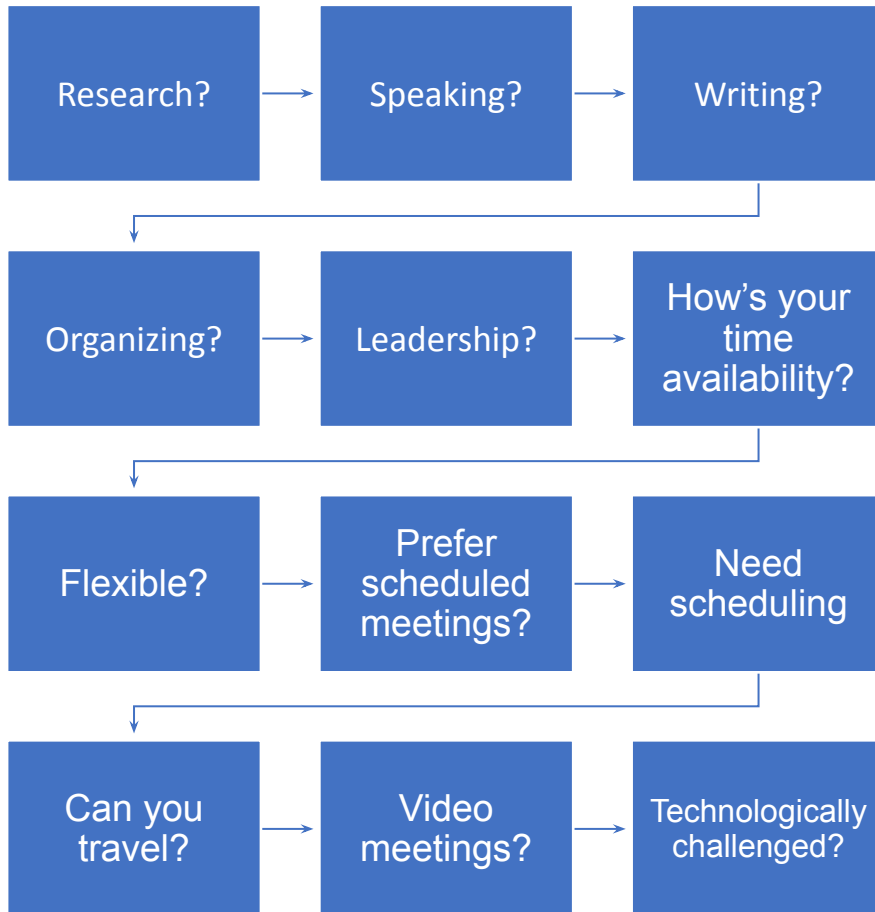 Research?
Speaking?
Writing?
Organizing?
Leadership?
How’s your
time
availability?
Flexible?
Prefer
scheduled
meetings?
Need
scheduling
Can you
travel?
Video
meetings?
Technologically
challenged?